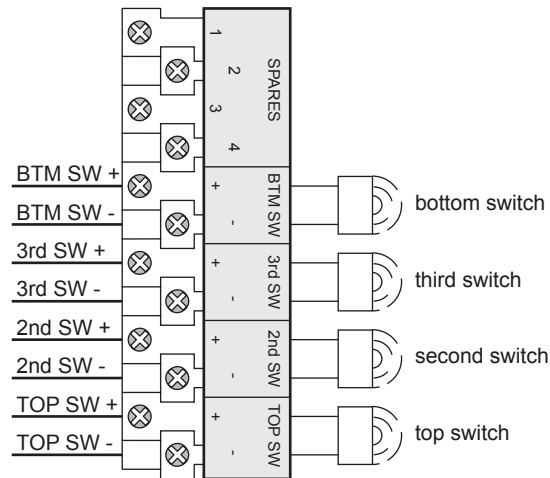 1
2
3
4
SPARES
BTM SW +
BTM SW -
+
-
BTM SW
bottom switch
3rd SW +
3rd SW -
+
-
3rd SW
third switch
2nd SW +
2nd SW -
+
-
2nd SW
second switch
TOP SW +
TOP SW -
+
-
TOP SW
top switch